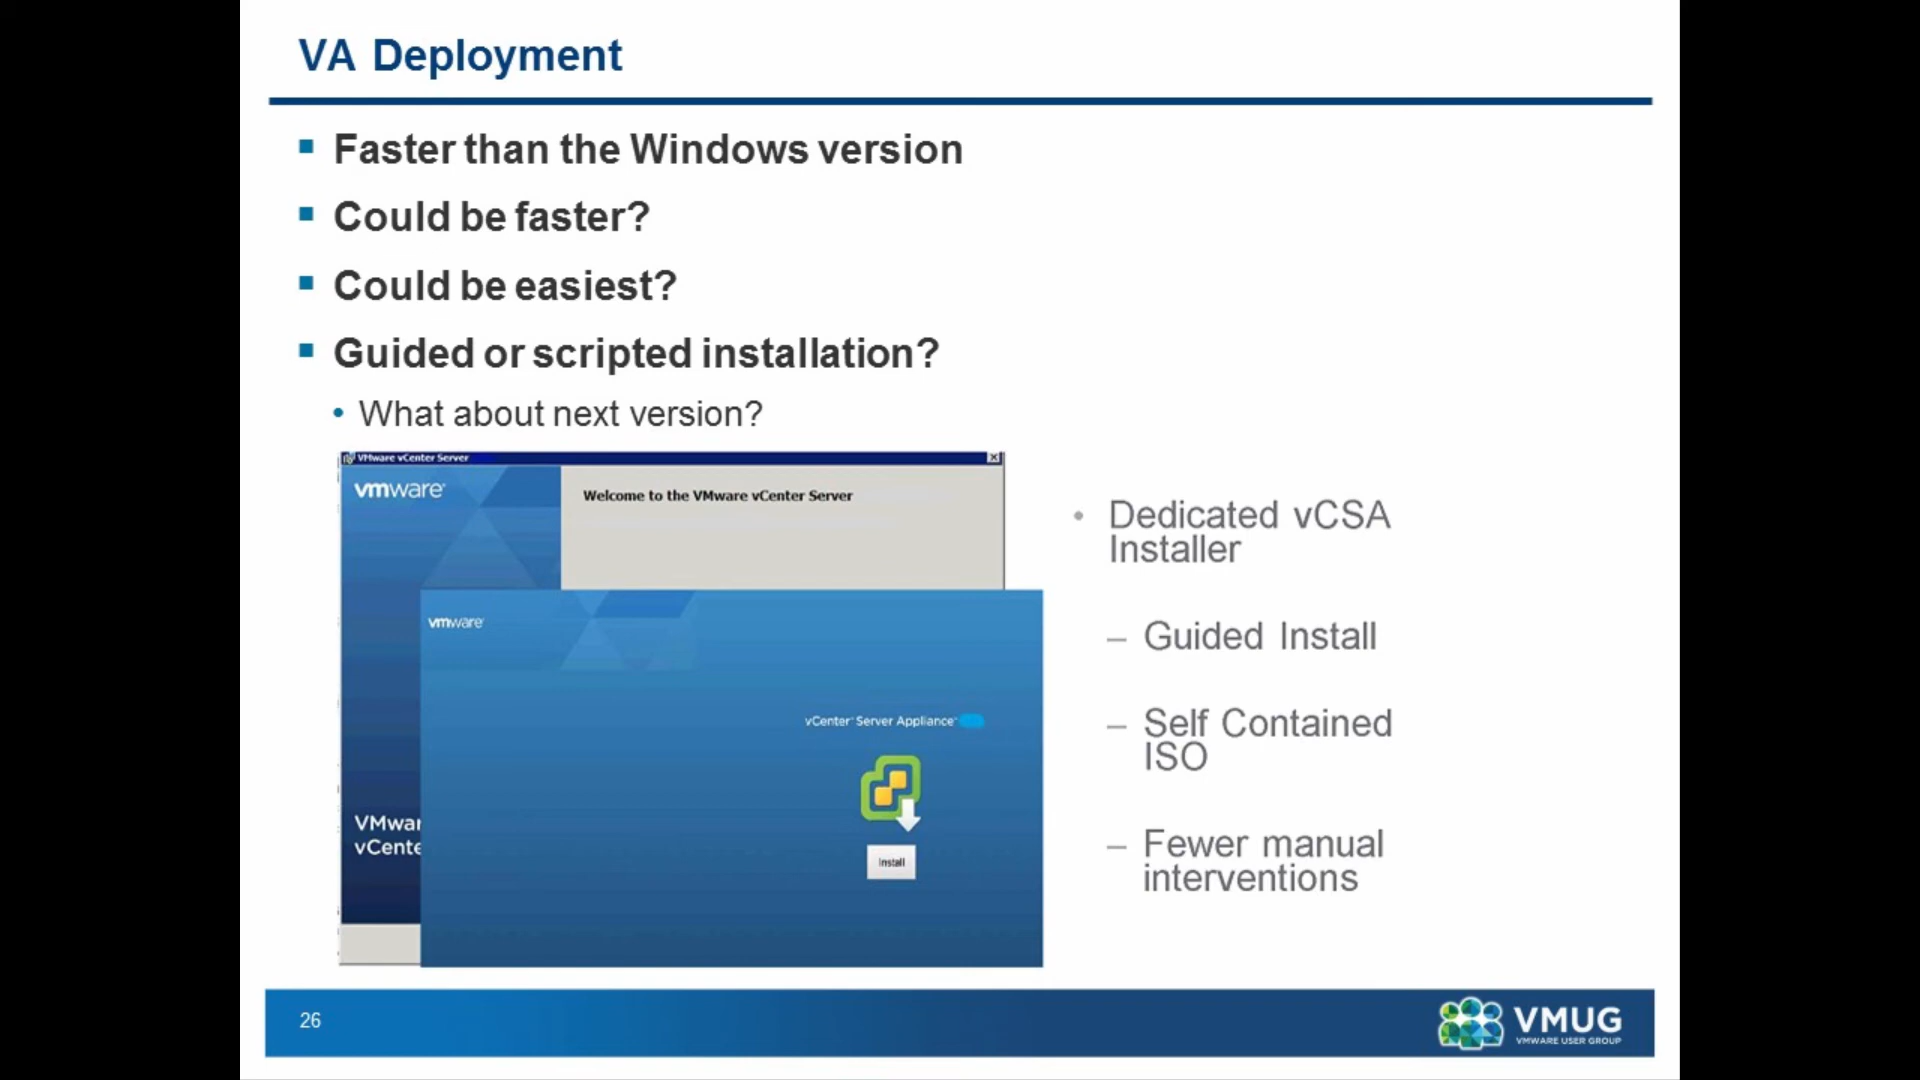 VA Deployment
Faster than the Windows version
Could be faster?
Could be easiest?
Guided or scripted installation?
What about next version?
VMware vCenter Server
vmware
Welcome to the VMware vCenter Server
vmware
vCenter Server Appliance
Install
VMwar
vCente
Dedicated vCSA
Installer
– Guided Install
– Self Contained
ISO
– Fewer manual
interventions
26
VMUG
VMWARE USER GROUP